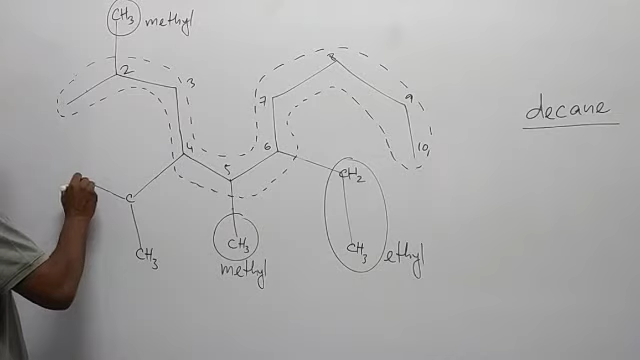 CH3 methyl
2
3
8
7
9
decane
4
5
6
10
CH2
C
CH3
CH3
CH3
ethyl
methyl